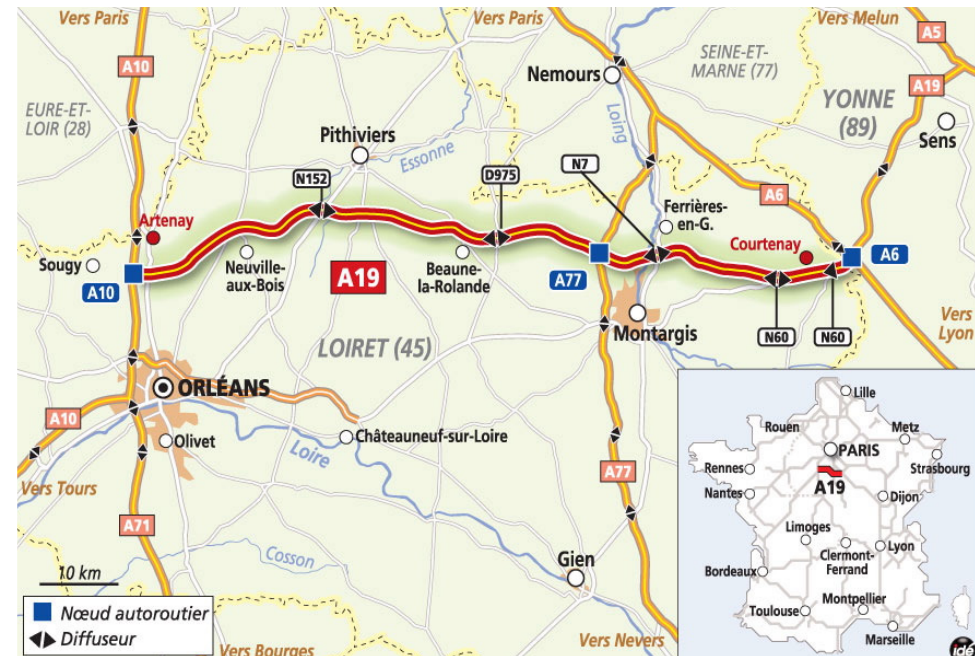 Vers Paris
Vers Paris
Vers Melun
A10
A5
A19
Nemours
SEINE-ET-
MARNE (77)
YONNE
(89)
EURE-ET-
LOIR (28)
Pithiviers
Essonne
Loing
Sens
N152
D975
N7
A6
Artenay
Ferrières-
en-G.
Courtenay
Sougy
A10
Neuville-
aux-Bois
A19
Beaune-
la-Rolande
A77
A6
Montargis
N60
N60
Vers
Lyon
LOIRET (45)
ORLÉANS
A10
Olivet
Châteauneuf-sur-Loire
Loire
Vers Tours
A71
A77
Cosson
Gien
10 km
Nœud autoroutier
Diffuseur
Vers Bourges
Vers Nevers
Lille
Rouen
Metz
PARIS
Rennes
Strasbourg
A19
Nantes
Dijon
Limoges
Lyon
Clermont-
Ferrand
Bordeaux
Toulouse
Montpellier
Marseille
idé